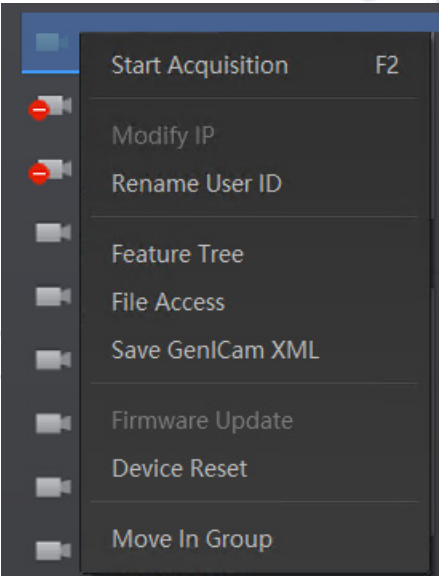 Start Acquisition F2
Modify IP
Rename User ID
Feature Tree
File Access
Save GenICam XML
Firmware Update
Device Reset
Move In Group